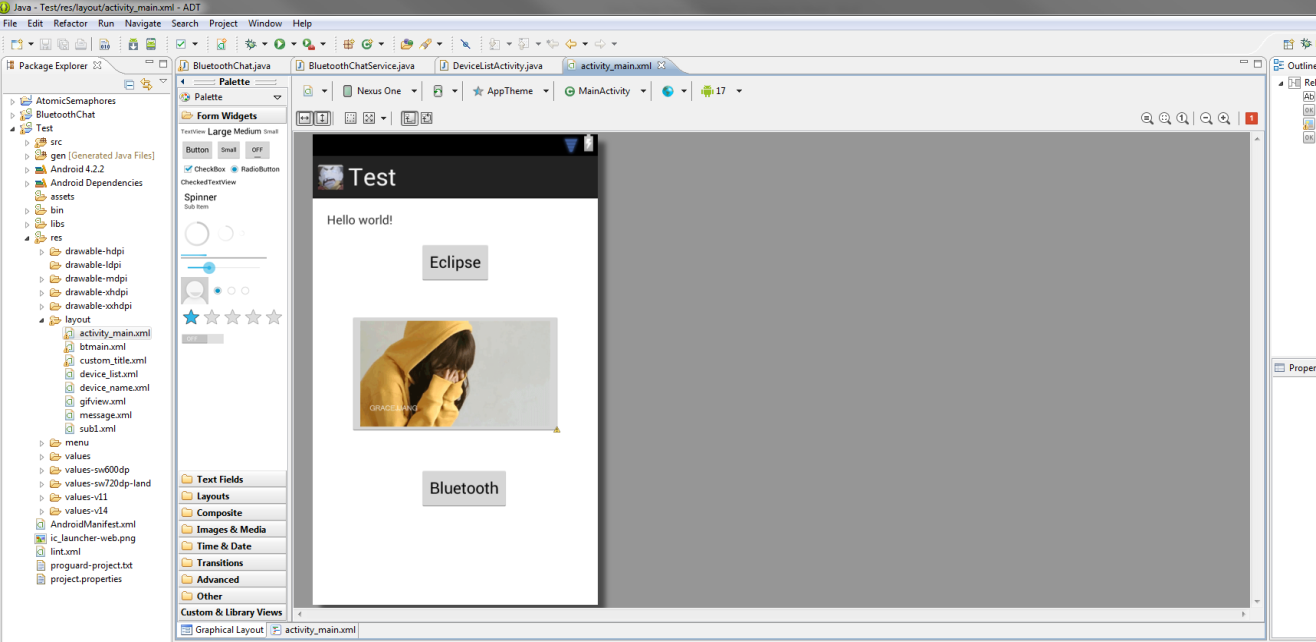 Java - Test/res/layout/activity_main.xml - ADT
File Edit Refactor Run Navigate Search Project Window Help
Package Explorer
AtomicSemaphores
BluetoothChat
Test
src
gen [Generated Java Files]
Android 4.2.2
Android Dependencies
assets
bin
libs
res
drawable-hdpi
drawable-ldpi
drawable-mdpi
drawable-xhdpi
drawable-xxhdpi
layout
activity_main.xml
btmain.xml
custom_title.xml
device_list.xml
device_name.xml
gifview.xml
message.xml
sub1.xml
menu
values
values-sw600dp
values-sw720dp-land
values-v11
values-v14
AndroidManifest.xml
ic_launcher-web.png
lint.xml
proguard-project.txt
project.properties
BluetoothChat.java BluetoothChatService.java DeviceListActivity.java activity_main.xml
Palette
Palette
Form Widgets
TextView Large Medium Small
Button Small OFF
CheckBox RadioButton
CheckedTextView
Spinner
Sub Item
OFF
Text Fields
Layouts
Composite
Images & Media
Time & Date
Transitions
Advanced
Other
Custom & Library Views
Nexus One AppTheme MainActivity 17
1
Test
Hello world!
Eclipse
GRACE LIANG
Bluetooth
Graphical Layout activity_main.xml
Outline
Rel
Ab
OK
OK
Proper